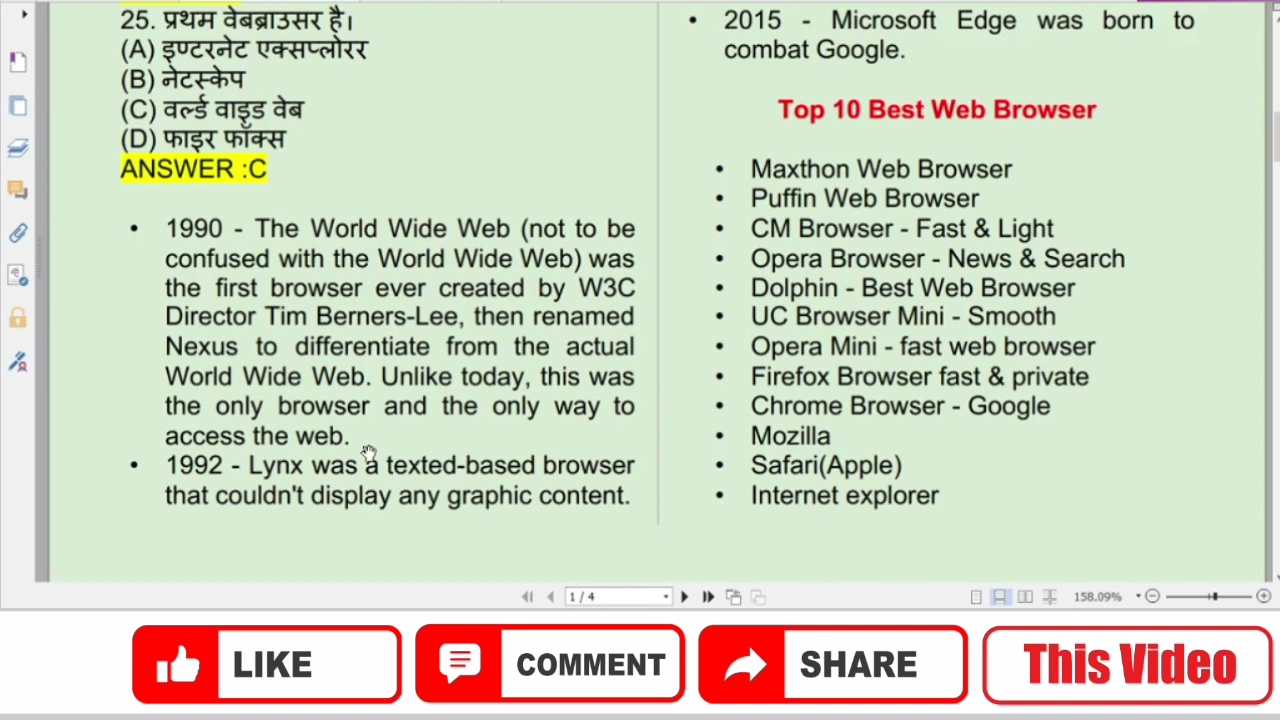 25. प्रथम वेबब्राउसर है।
(A) इण्टरनेट एक्सप्लोरर
(B) नेटस्केप
(C) वर्ल्ड वाइड वेब
(D) फाइर फॉक्स
ANSWER :C
• 1990 - The World Wide Web (not to be
confused with the World Wide Web) was
the first browser ever created by W3C
Director Tim Berners-Lee, then renamed
Nexus to differentiate from the actual
World Wide Web. Unlike today, this was
the only browser and the only way to
access the web.
• 1992 - Lynx was a texted-based browser
that couldn't display any graphic content.
• 2015 - Microsoft Edge was born to
combat Google.
Top 10 Best Web Browser
• Maxthon Web Browser
• Puffin Web Browser
• CM Browser - Fast & Light
• Opera Browser - News & Search
• Dolphin - Best Web Browser
• UC Browser Mini - Smooth
• Opera Mini - fast web browser
• Firefox Browser fast & private
• Chrome Browser - Google
• Mozilla
• Safari(Apple)
• Internet explorer
1 / 4
158.09%
LIKE
COMMENT
SHARE
This Video